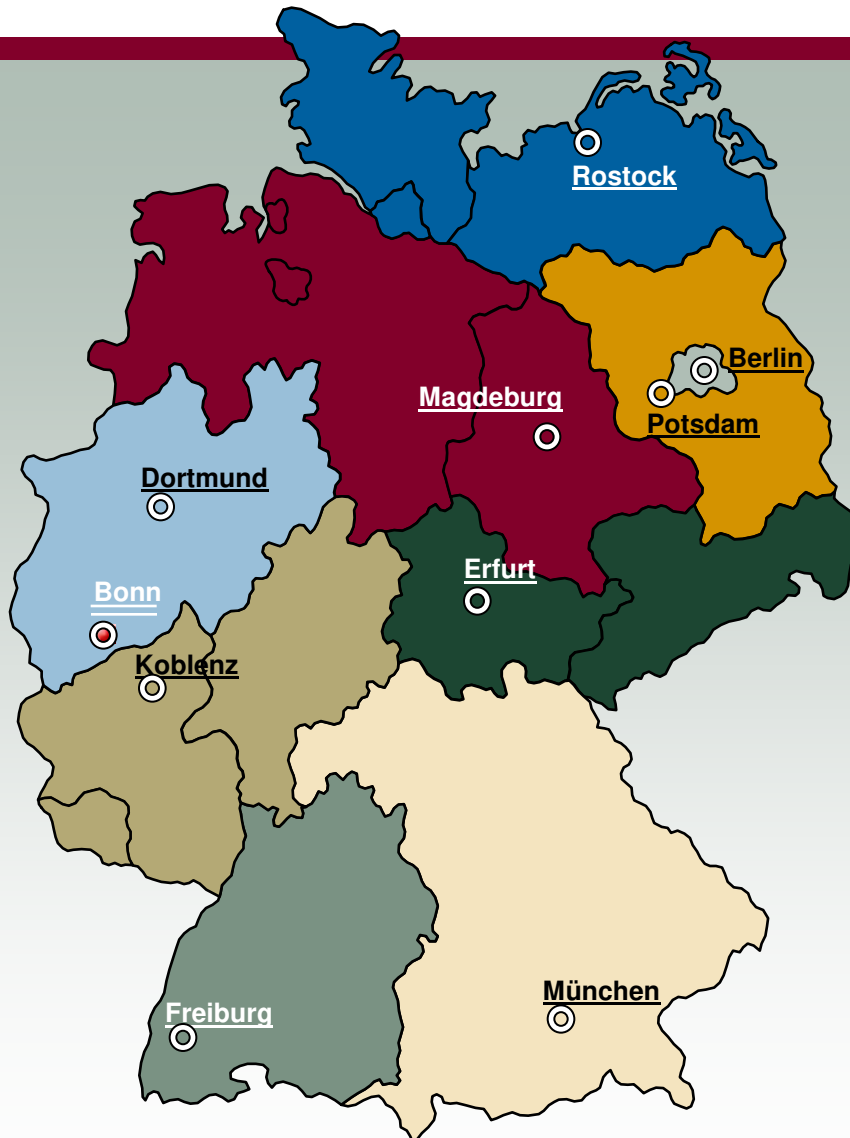 Rostock
Berlin
Magdeburg
Potsdam
Dortmund
Erfurt
Bonn
Koblenz
München
Freiburg